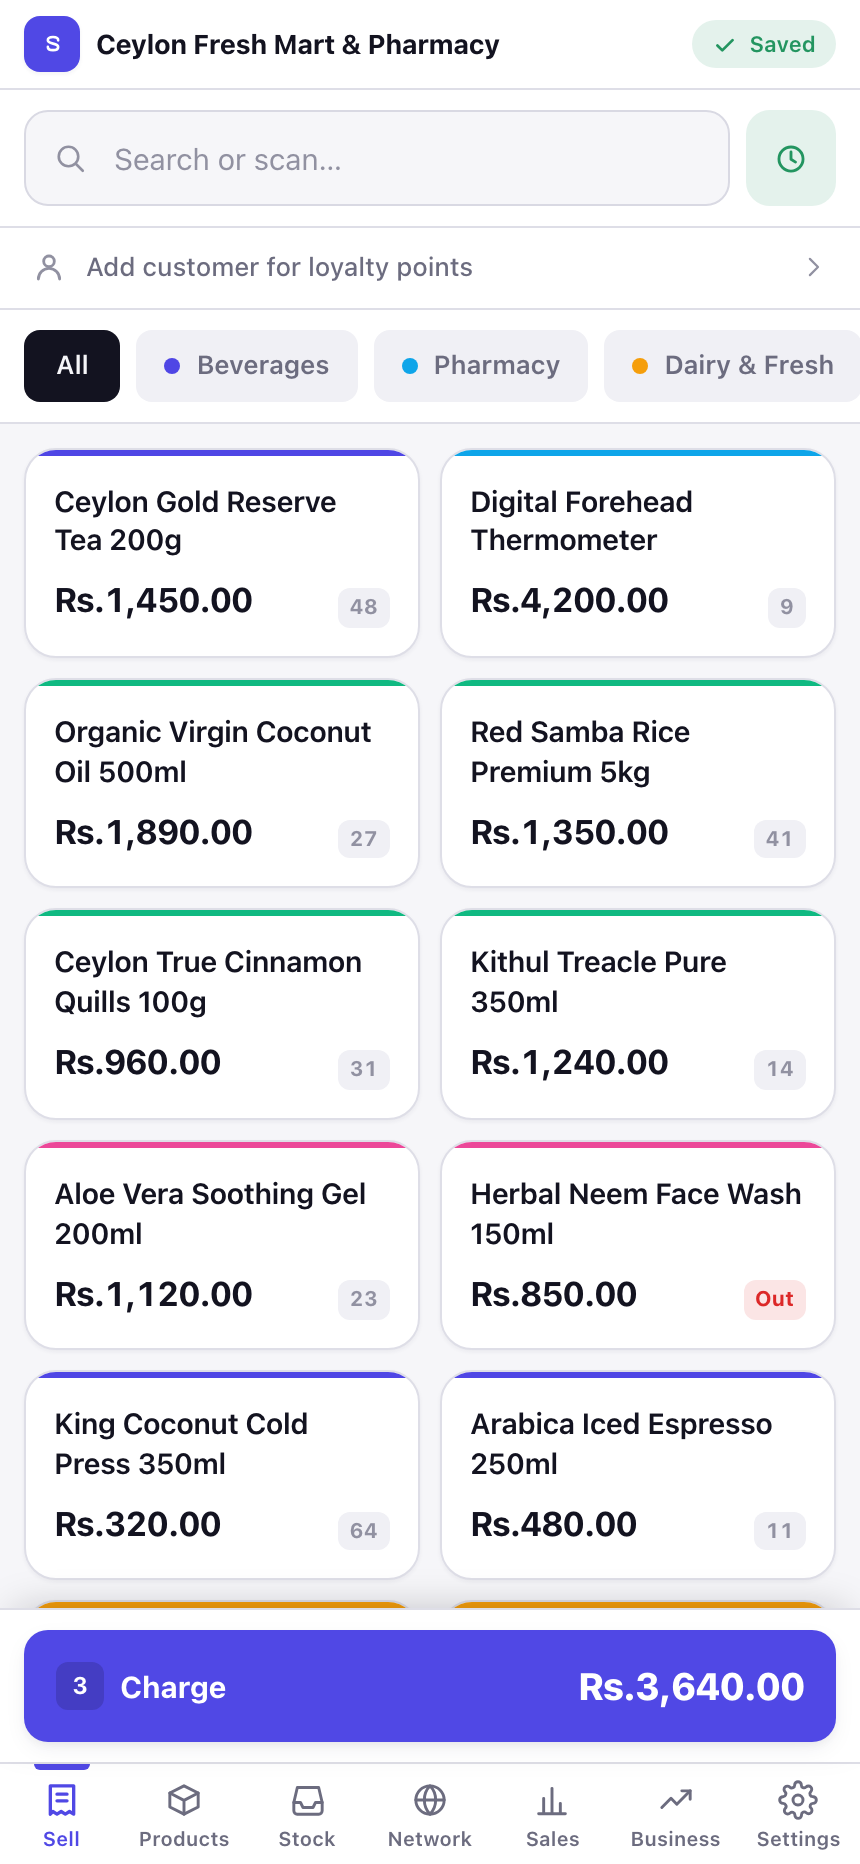 S
Ceylon Fresh Mart & Pharmacy
Saved
Search or scan...
Add customer for loyalty points
All
Beverages
Pharmacy
Dairy & Fresh
Ceylon Gold Reserve
Tea 200g
Rs.1,450.00
48
Digital Forehead
Thermometer
Rs.4,200.00
9
Organic Virgin Coconut
Oil 500ml
Rs.1,890.00
27
Red Samba Rice
Premium 5kg
Rs.1,350.00
41
Ceylon True Cinnamon
Quills 100g
Rs.960.00
31
Kithul Treacle Pure
350ml
Rs.1,240.00
14
Aloe Vera Soothing Gel
200ml
Rs.1,120.00
23
Herbal Neem Face Wash
150ml
Rs.850.00
Out
King Coconut Cold
Press 350ml
Rs.320.00
64
Arabica Iced Espresso
250ml
Rs.480.00
11
3
Charge
Rs.3,640.00
Sell
Products
Stock
Network
Sales
Business
Settings